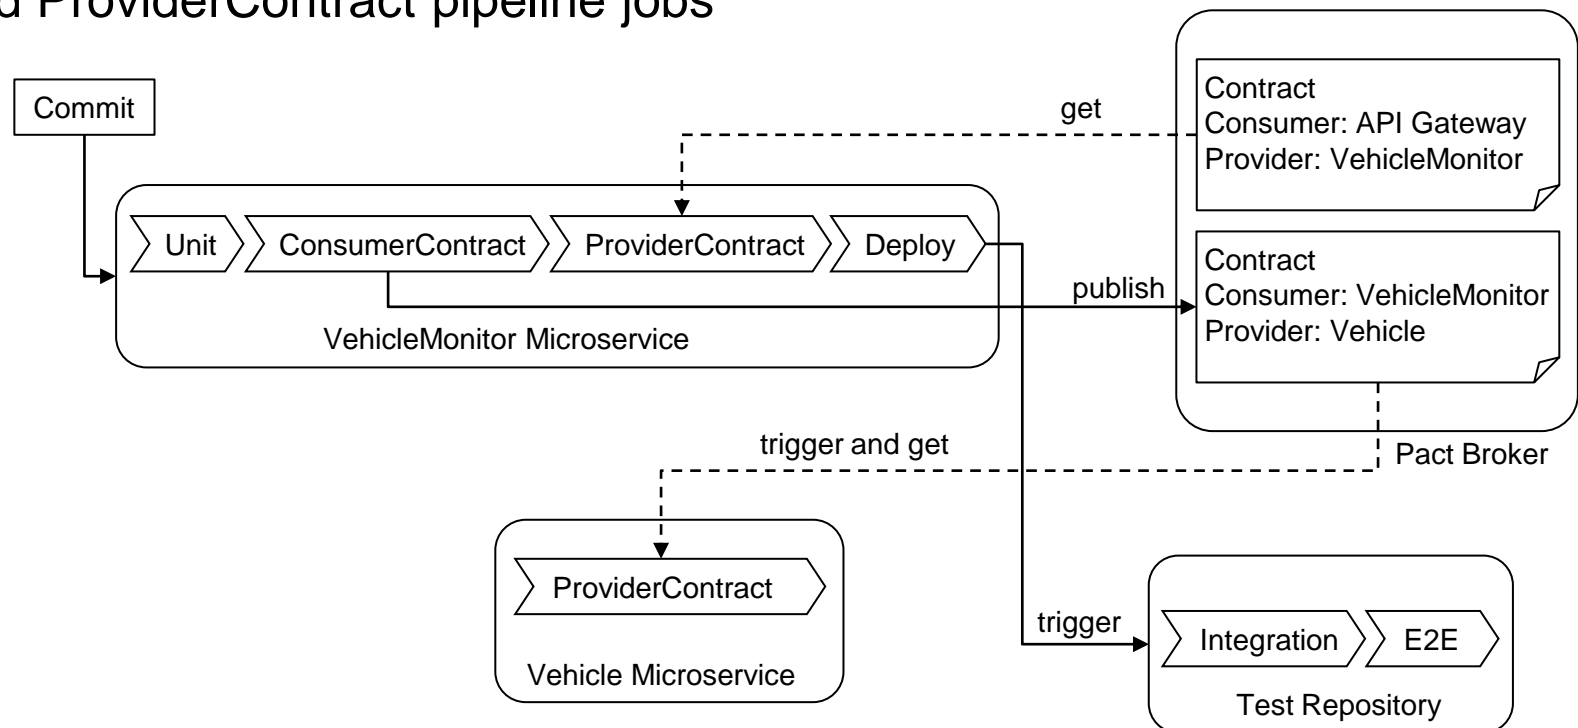 d ProviderContract pipeline jobs
Commit
get
Contract
Consumer: API Gateway
Provider: VehicleMonitor
Unit
ConsumerContract
ProviderContract
Deploy
publish
Contract
Consumer: VehicleMonitor
Provider: Vehicle
VehicleMonitor Microservice
trigger and get
Pact Broker
ProviderContract
Vehicle Microservice
trigger
Integration
E2E
Test Repository